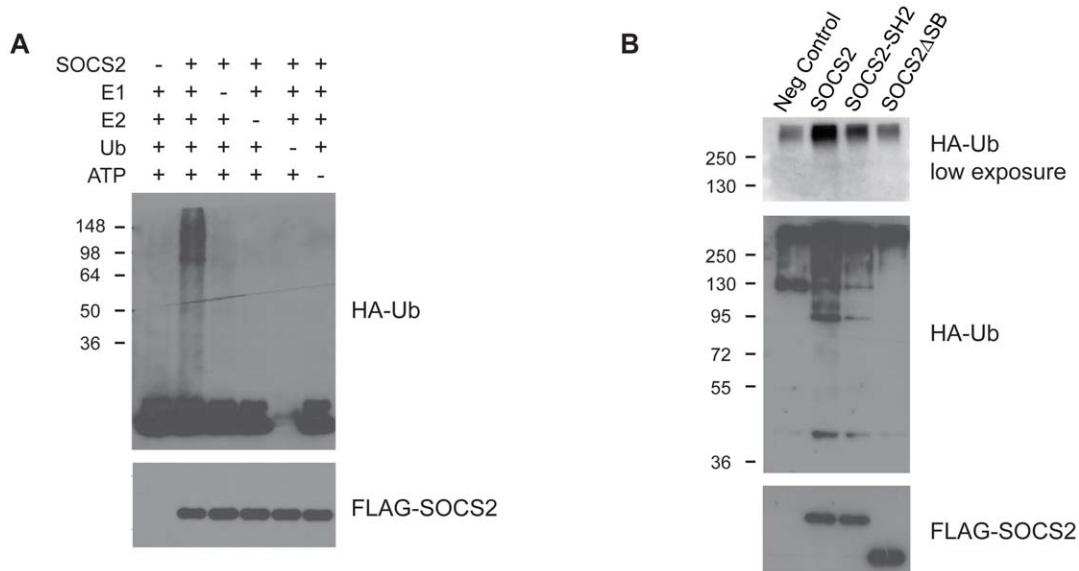 A
SOCS2 - + + + + +
E1 + + - + + +
E2 + + + - + +
Ub + + + + - +
ATP + + + + + -
148 -
98 -
64 -
50 -
36 -
HA-Ub
FLAG-SOCS2
B
Neg Control
SOCS2
SOCS2-SH2
SOCS2ΔSB
250 -
130 -
HA-Ub
low exposure
250 -
130 -
95 -
72 -
55 -
36 -
HA-Ub
FLAG-SOCS2